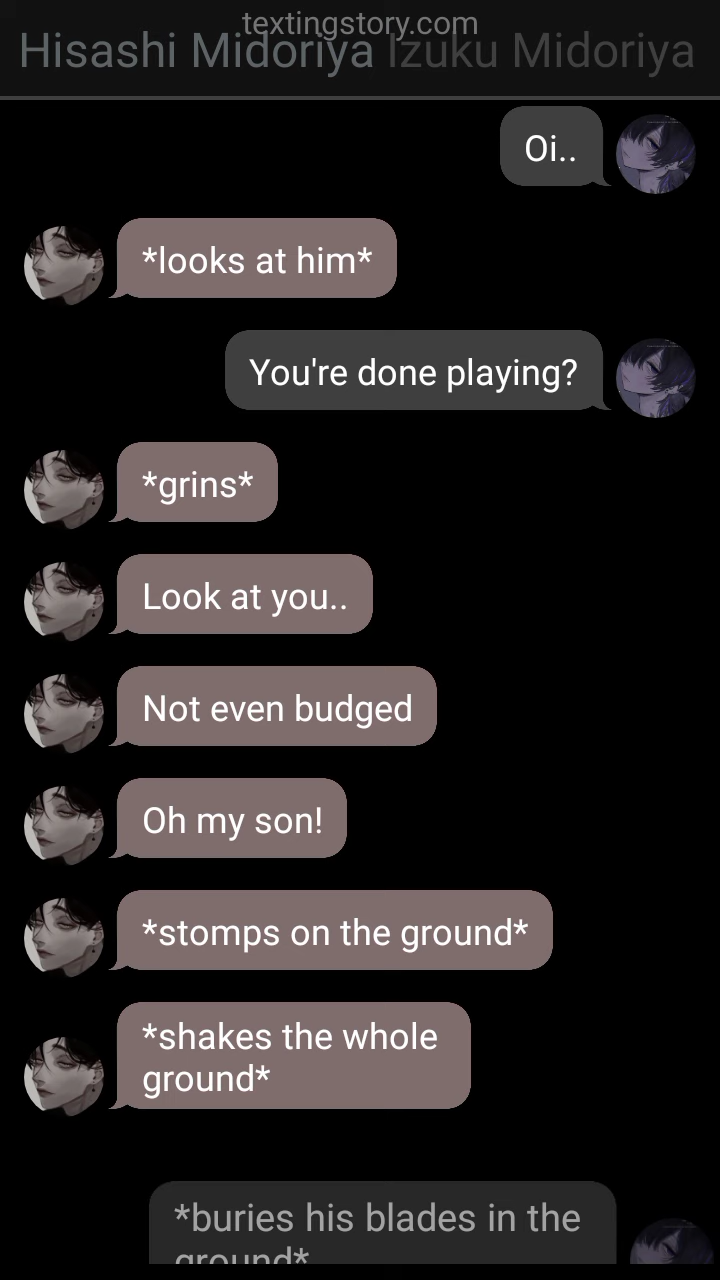 textingstory.com
Hisashi Midoriya Izuku Midoriya
Oi..
*looks at him*
You're done playing?
*grins*
Look at you..
Not even budged
Oh my son!
*stomps on the ground*
*shakes the whole
ground*
*buries his blades in the
ground*